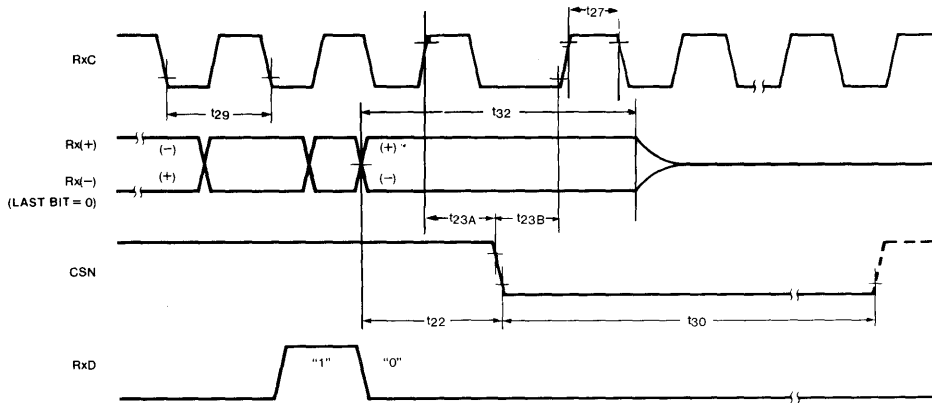 t27
RxC
t29
t32
Rx(+)
(-)
(+)
Rx(-)
(+)
(-)
(LAST BIT = 0)
t23A
t23B
CSN
t22
t30
RxD
"1"
"0"